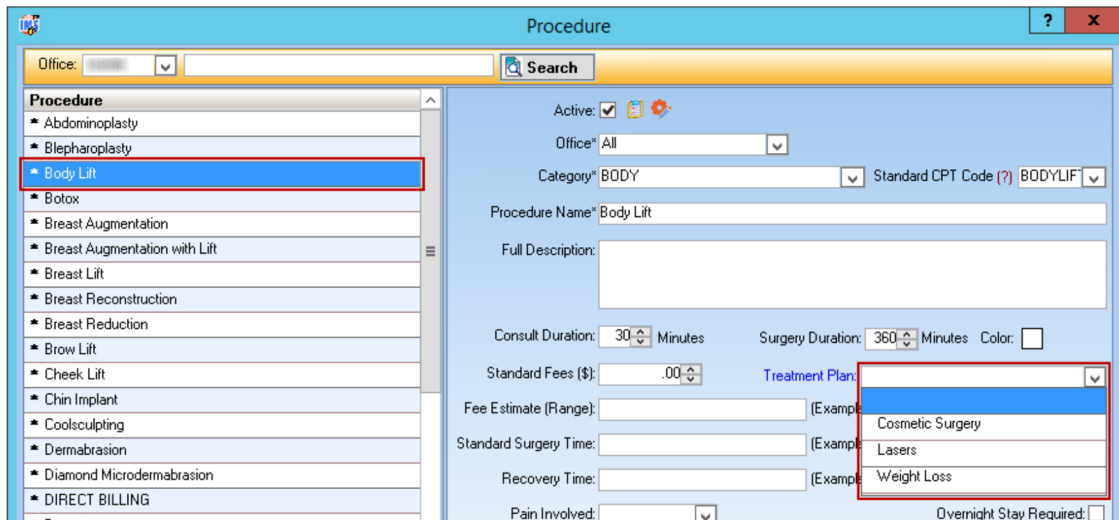 Procedure
? x
Office: Search
Procedure
* Abdominoplasty
* Blepharoplasty
* Body Lift
* Botox
* Breast Augmentation
* Breast Augmentation with Lift
* Breast Lift
* Breast Reconstruction
* Breast Reduction
* Brow Lift
* Cheek Lift
* Chin Implant
* Coolsculpting
* Dermabrasion
* Diamond Microdermabrasion
* DIRECT BILLING
Active:
Office* All
Category* BODY Standard CPT Code (?) BODYLIFT
Procedure Name* Body Lift
Full Description:
Consult Duration: 30 Minutes Surgery Duration: 360 Minutes Color:
Standard Fees ($): .00 Treatment Plan:
Fee Estimate (Range): (Exampl
Cosmetic Surgery
Standard Surgery Time: (Exampl
Lasers
Recovery Time: (Exampl
Weight Loss
Pain Involved: Overnight Stay Required: